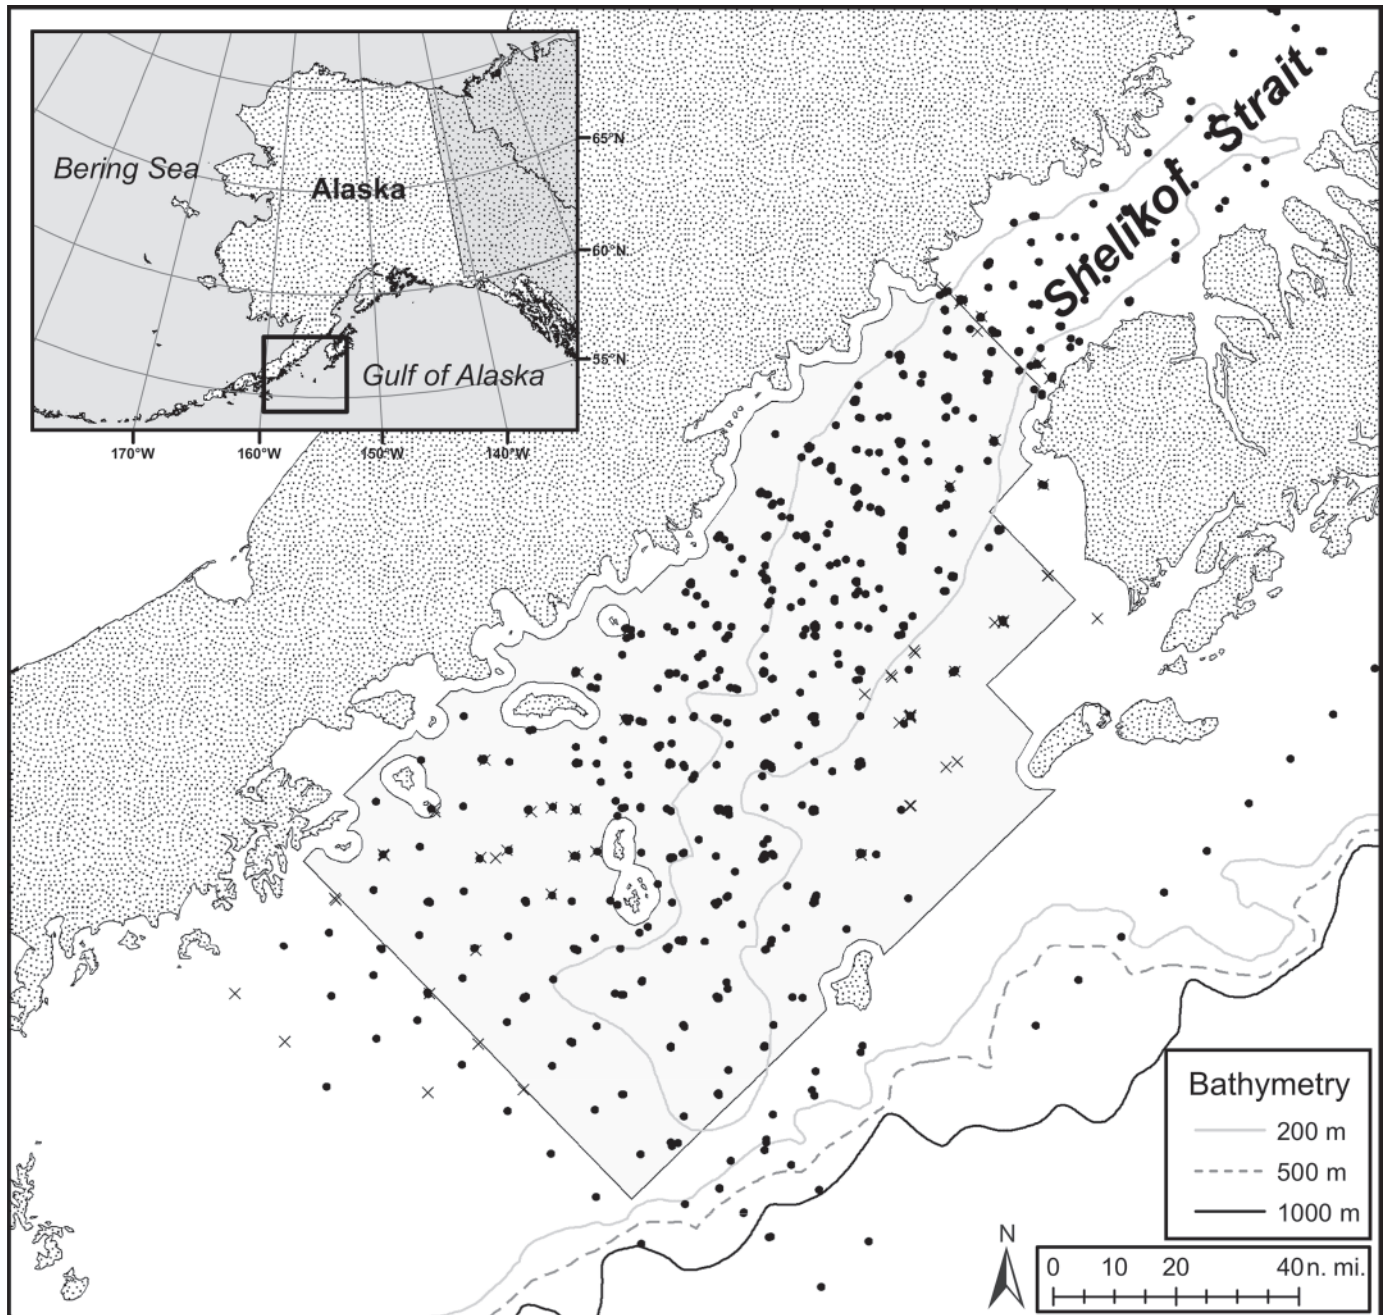 Shelikof Strait
65°N
Bering Sea
Alaska
60°N
55°N
Gulf of Alaska
170°W
160°W
150°W
140°W
Bathymetry
200 m
500 m
1000 m
N
0 10 20 40 n. mi.